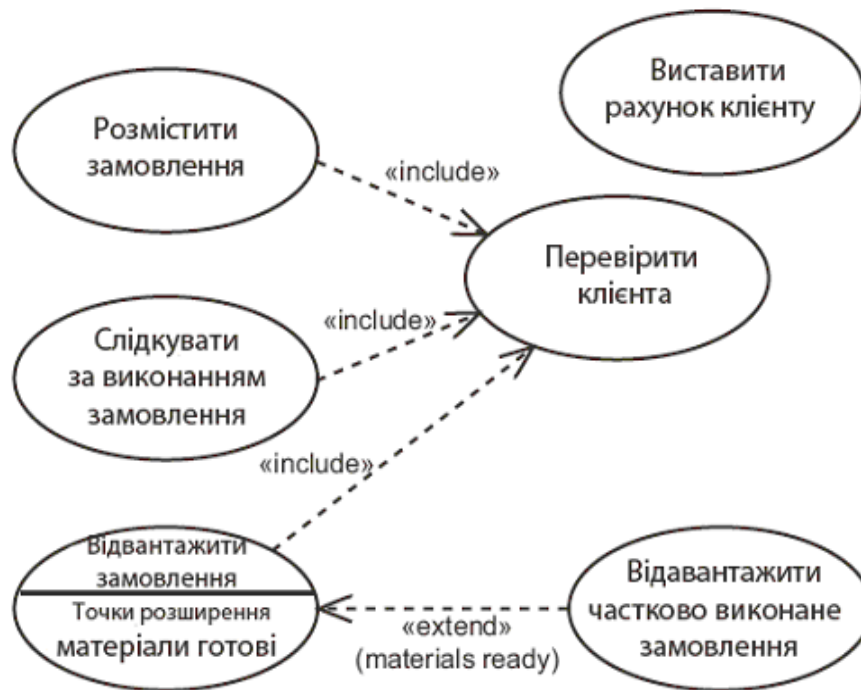 Виставити
рахунок клієнту
Розмістити
замовлення
«include»
Перевірити
клієнта
«include»
Слідкувати
за виконанням
замовлення
«include»
Відвантажити
замовлення
Точки розширення
матеріали готові
«extend»
(materials ready)
Відавантажити
частково виконане
замовлення